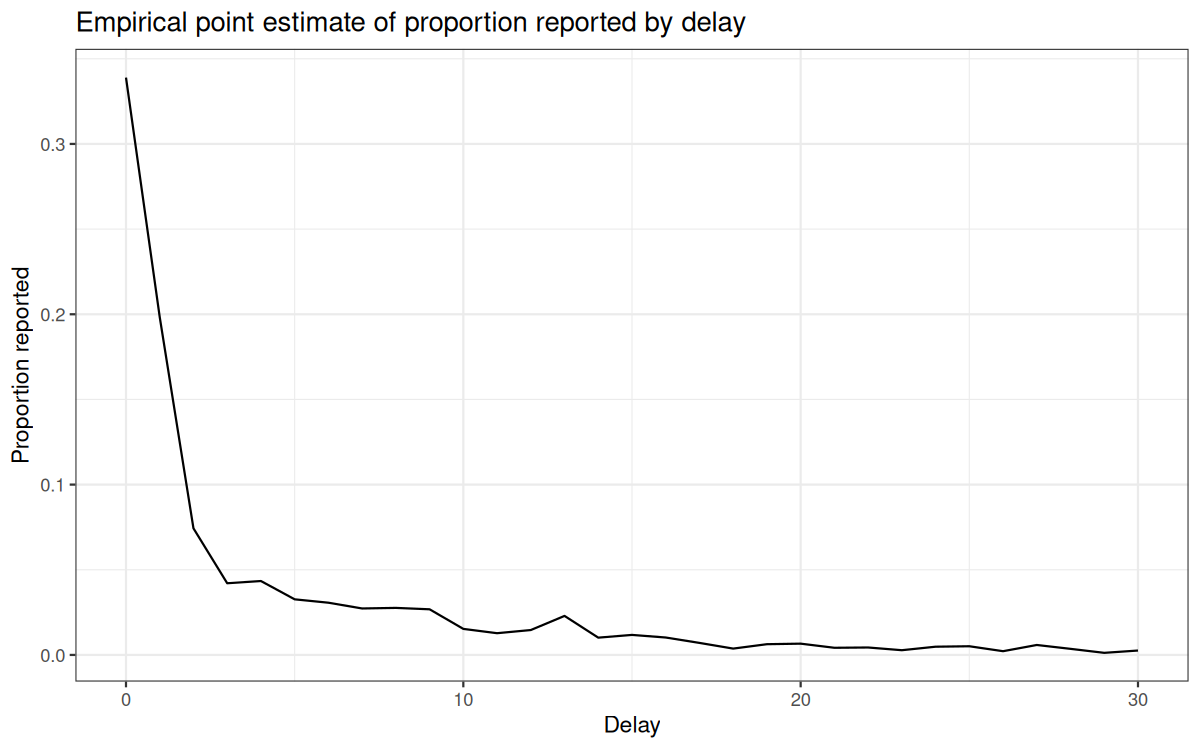 Empirical point estimate of proportion reported by delay
Proportion reported
0.3
0.2
0.1
0.0
0 10 20 30
Delay